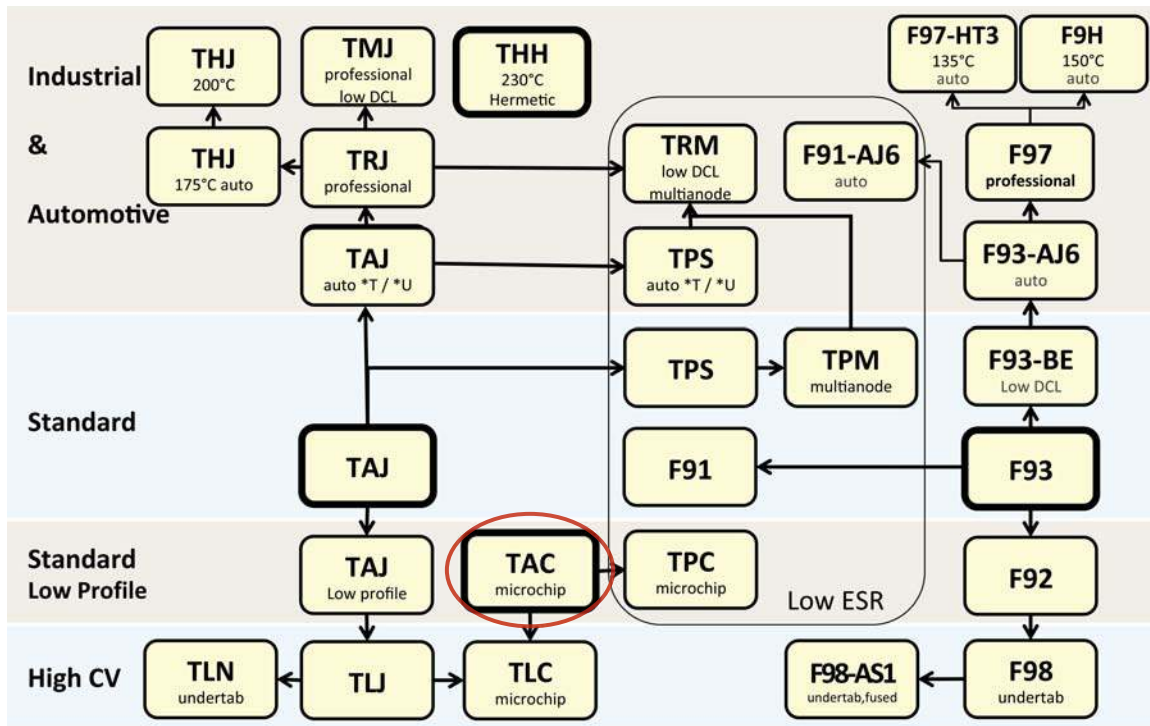 Industrial
&
Automotive
THJ
200°C
TMJ
professional
low DCL
THH
230°C
Hermetic
F97-HT3
135°C
auto
F9H
150°C
auto
THJ
175°C auto
TRJ
professional
TRM
low DCL
multianode
F91-AJ6
auto
F97
professional
TAJ
auto *T / *U
TPS
auto *T / *U
F93-AJ6
auto
Standard
TPS
TPM
multianode
F93-BE
Low DCL
TAJ
F91
F93
Standard
Low Profile
TAJ
Low profile
TAC
microchip
TPC
microchip
Low ESR
F92
High CV
TLN
undertab
TLJ
TLC
microchip
F98-AS1
undertab,fused
F98
undertab